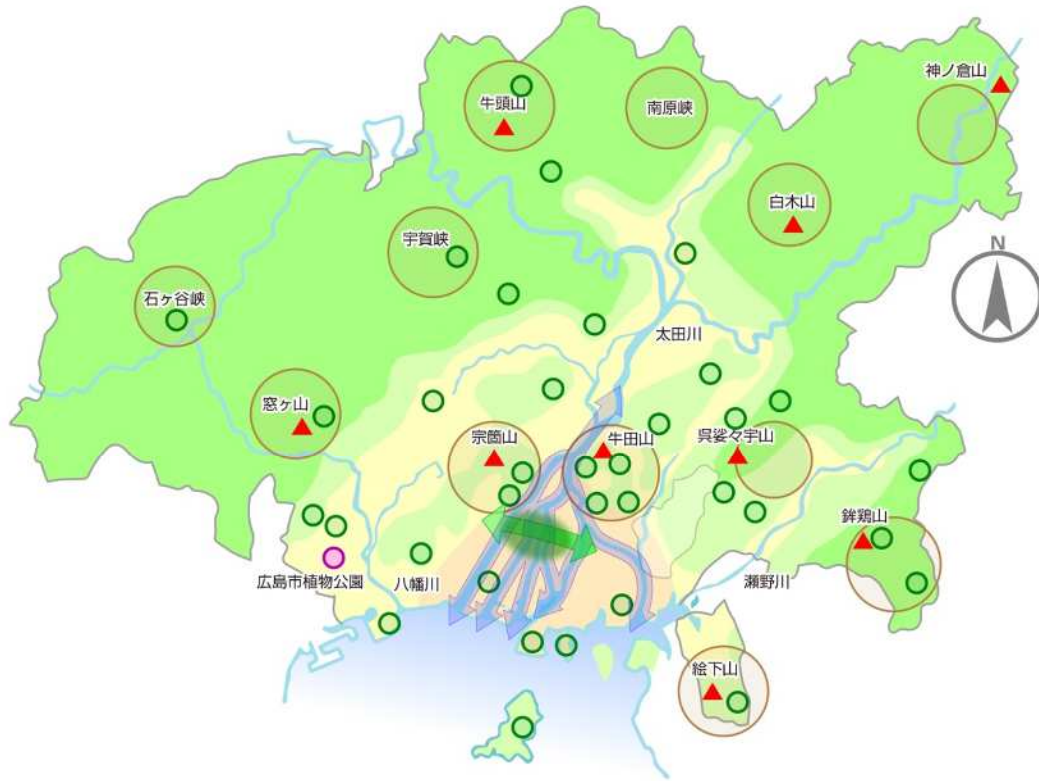 神ノ倉山
牛頭山
南原峡
白木山
宇賀峡
N
石ヶ谷峡
太田川
窓ヶ山
宗箇山
牛田山
呉娑々宇山
鉾鶏山
広島市植物公園
八幡川
瀬野川
絵下山